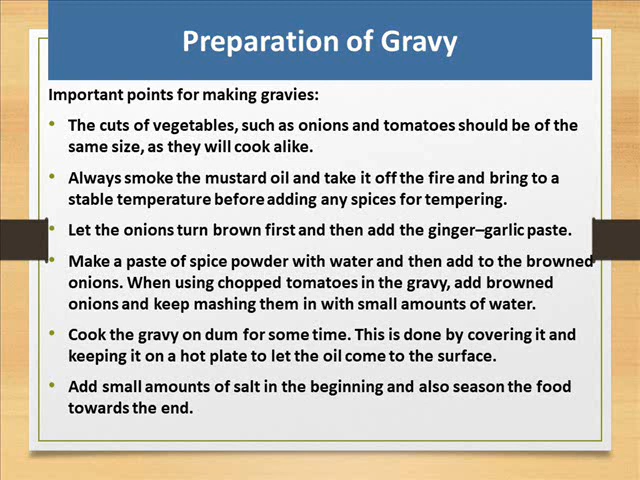 Preparation of Gravy
Important points for making gravies:
• The cuts of vegetables, such as onions and tomatoes should be of the
same size, as they will cook alike.
• Always smoke the mustard oil and take it off the fire and bring to a
stable temperature before adding any spices for tempering.
• Let the onions turn brown first and then add the ginger–garlic paste.
• Make a paste of spice powder with water and then add to the browned
onions. When using chopped tomatoes in the gravy, add browned
onions and keep mashing them in with small amounts of water.
• Cook the gravy on dum for some time. This is done by covering it and
keeping it on a hot plate to let the oil come to the surface.
• Add small amounts of salt in the beginning and also season the food
towards the end.